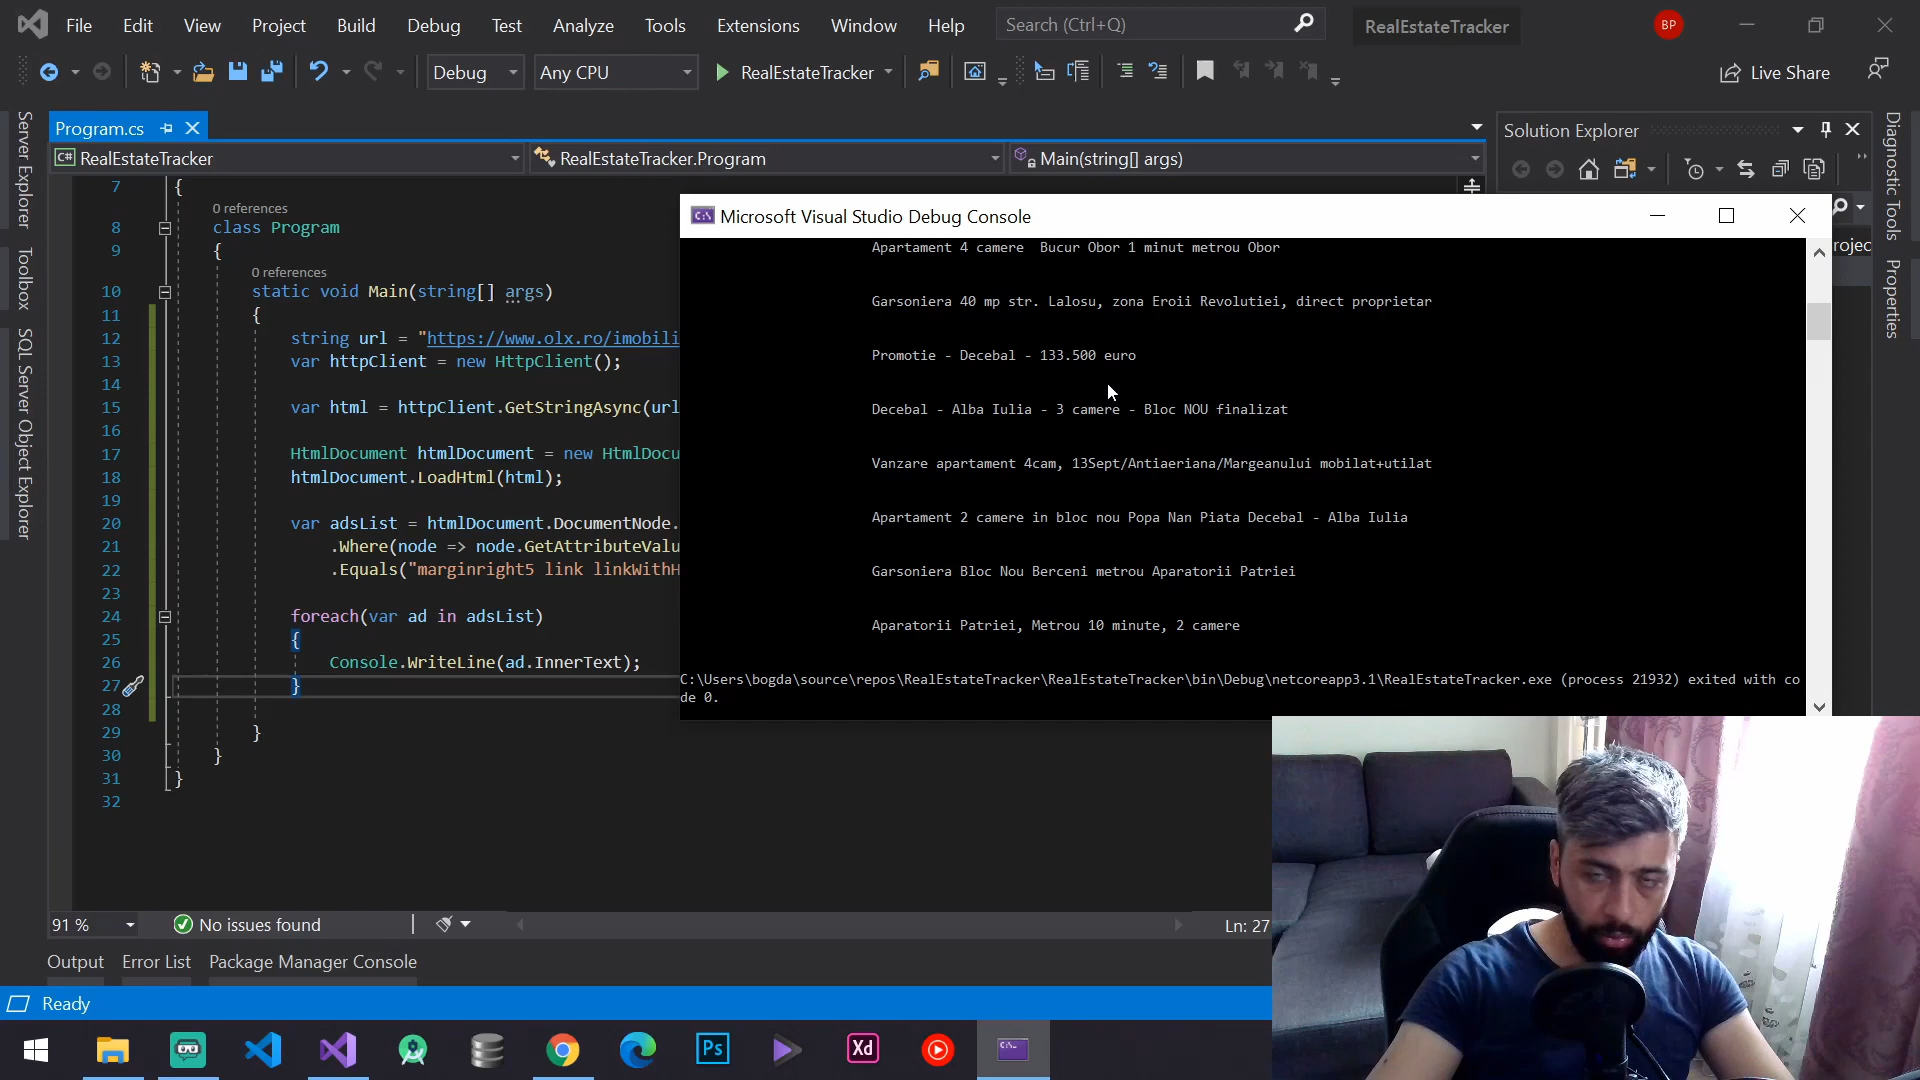 File Edit View Project Build Debug Test Analyze Tools Extensions Window Help Search (Ctrl+Q) RealEstateTracker BP
Debug Any CPU RealEstateTracker Live Share
Server Explorer
Toolbox
SQL Server Object Explorer
Program.cs
C# RealEstateTracker RealEstateTracker.Program Main(string[] args)
Solution Explorer
Diagnostic Tools
Properties
7 {
0 references
8 class Program
9 {
0 references
10 static void Main(string[] args)
11 {
12 string url = "https://www.olx.ro/imobili
13 var httpClient = new HttpClient();
14
15 var html = httpClient.GetStringAsync(url
16
17 HtmlDocument htmlDocument = new HtmlDocu
18 htmlDocument.LoadHtml(html);
19
20 var adsList = htmlDocument.DocumentNode.
21 .Where(node => node.GetAttributeValu
22 .Equals("marginright5 link linkWithH
23
24 foreach(var ad in adsList)
25 {
26 Console.WriteLine(ad.InnerText);
27 }
28
29 }
30 }
31 }
32
C:\ Microsoft Visual Studio Debug Console
Apartament 4 camere  Bucur Obor 1 minut metrou Obor
Garsoniera 40 mp str. Lalosu, zona Eroii Revolutiei, direct proprietar
Promotie - Decebal - 133.500 euro
Decebal - Alba Iulia - 3 camere - Bloc NOU finalizat
Vanzare apartament 4cam, 13Sept/Antiaeriana/Margeanului mobilat+utilat
Apartament 2 camere in bloc nou Popa Nan Piata Decebal - Alba Iulia
Garsoniera Bloc Nou Berceni metrou Aparatorii Patriei
Aparatorii Patriei, Metrou 10 minute, 2 camere
C:\Users\bogda\source\repos\RealEstateTracker\RealEstateTracker\bin\Debug\netcoreapp3.1\RealEstateTracker.exe (process 21932) exited with co
de 0.
rojec
91 % No issues found Ln: 27
Output Error List Package Manager Console
Ready
Ps Xd